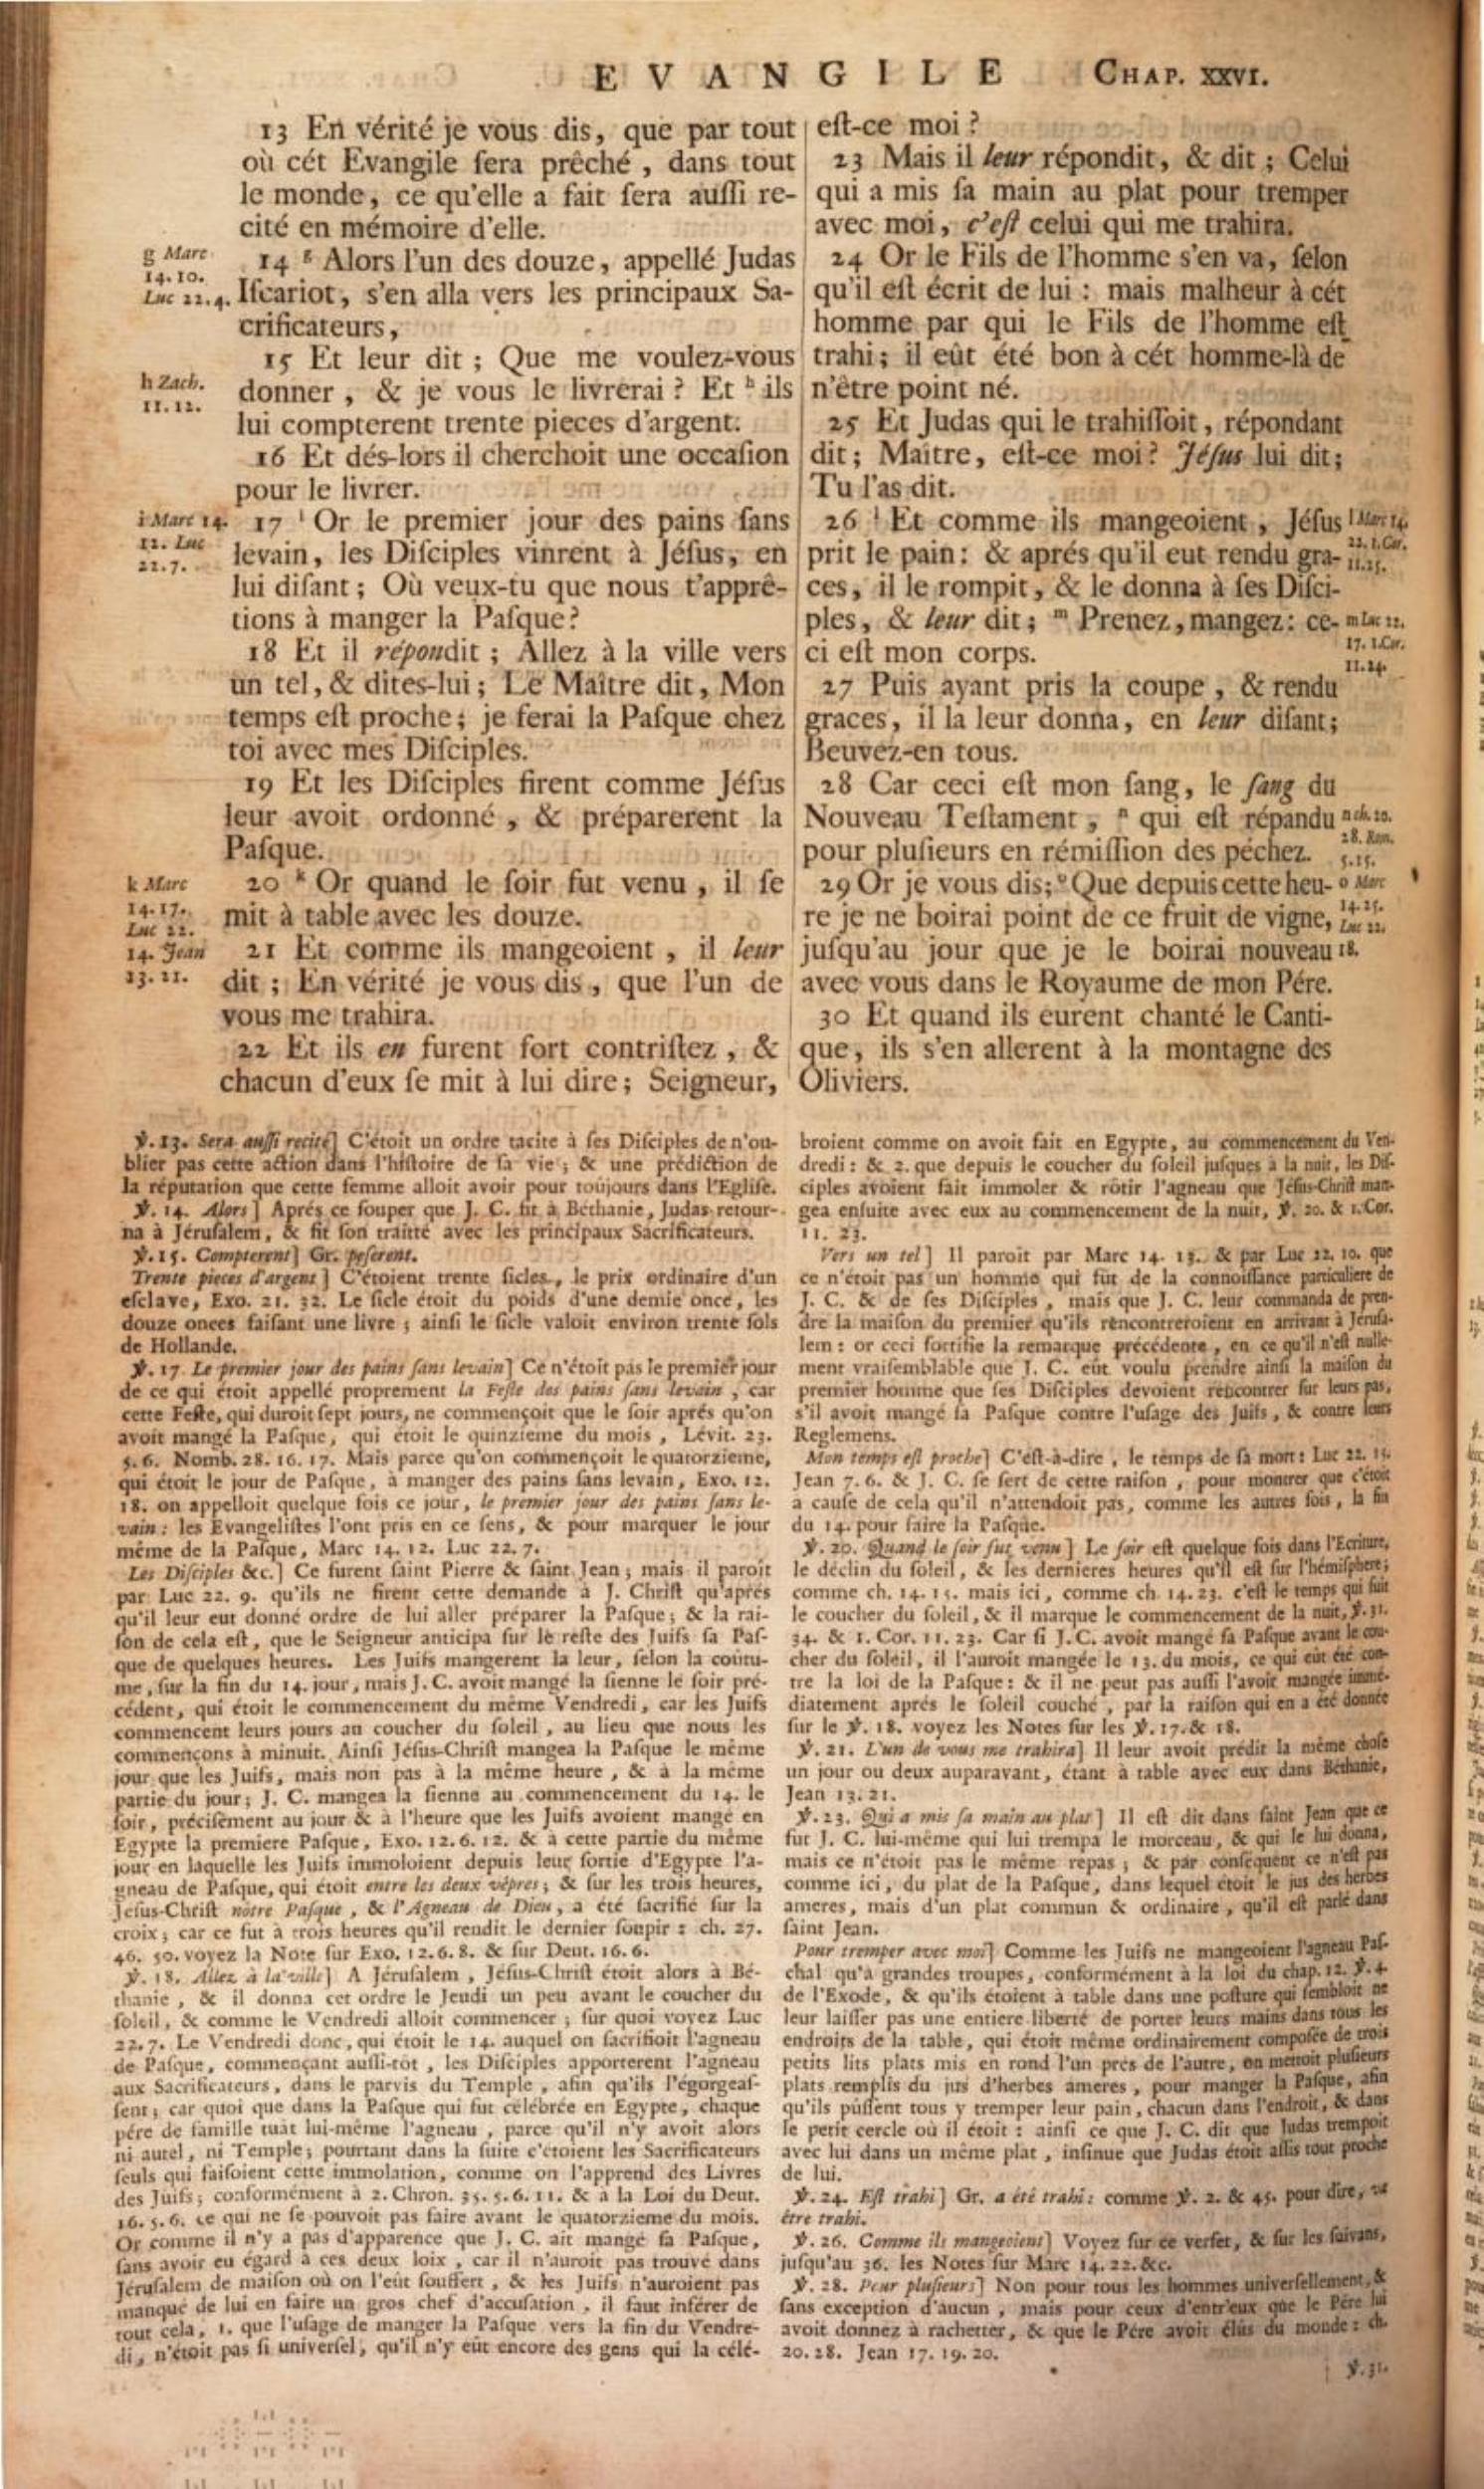 EVANGILE CHAP. XXVI.
13 En vérité je vous dis, que par tout
où cét Evangile ſera prêché, dans tout
le monde, ce qu'elle a fait ſera auſſi re-
cité en mémoire d'elle.
g Marc
14. 10.
Luc 22. 4.
14 g Alors l'un des douze, appellé Judas
Iſcariot, s'en alla vers les principaux Sa-
crificateurs,
15 Et leur dit; Que me voulez-vous
h Zach.
11. 12.
donner, & je vous le livrerai? Et h ils
lui compterent trente pieces d'argent.
16 Et dés-lors il cherchoit une occaſion
pour le livrer.
i Marc 14.
12. Luc
22. 7.
17 i Or le premier jour des pains ſans
levain, les Diſciples vinrent à Jéſus, en
lui diſant; Où veux-tu que nous t'apprê-
tions à manger la Paſque?
18 Et il répondit; Allez à la ville vers
un tel, & dites-lui; Le Maître dit, Mon
temps eſt proche; je ferai la Paſque chez
toi avec mes Diſciples.
19 Et les Diſciples firent comme Jéſus
leur avoit ordonné, & préparerent la
Paſque.
k Marc
14. 17.
Luc 22.
14. Jean
13. 21.
20 k Or quand le ſoir fut venu, il ſe
mit à table avec les douze.
21 Et comme ils mangeoient, il leur
dit; En vérité je vous dis, que l'un de
vous me trahira.
22 Et ils en furent fort contriſtez, &
chacun d'eux ſe mit à lui dire; Seigneur,
eſt-ce moi?
23 Mais il leur répondit, & dit; Celui
qui a mis ſa main au plat pour tremper
avec moi, c'eſt celui qui me trahira.
24 Or le Fils de l'homme s'en va, ſelon
qu'il eſt écrit de lui: mais malheur à cét
homme par qui le Fils de l'homme eſt
trahi; il eût été bon à cét homme-là de
n'être point né.
25 Et Judas qui le trahiſſoit, répondant
dit; Maître, eſt-ce moi? Jéſus lui dit;
Tu l'as dit.
26 l Et comme ils mangeoient, Jéſus
prit le pain: & aprés qu'il eut rendu gra-
ces, il le rompit, & le donna à ſes Diſci-
ples, & leur dit; m Prenez, mangez: ce-
ci eſt mon corps.
l Marc 14.
22. 1. Cor.
11. 25.
m Luc 22.
17. 1. Cor.
11. 24.
27 Puis ayant pris la coupe, & rendu
graces, il la leur donna, en leur diſant;
Beuvez-en tous.
28 Car ceci eſt mon ſang, le ſang du
Nouveau Teſtament, n qui eſt répandu
pour pluſieurs en rémiſſion des péchez.
n ch. 20.
28. Rom.
5. 15.
29 Or je vous dis; o Que depuis cette heu-
re je ne boirai point de ce fruit de vigne,
juſqu'au jour que je le boirai nouveau
avec vous dans le Royaume de mon Pére.
o Marc
14. 25.
Luc 22.
18.
30 Et quand ils eurent chanté le Canti-
que, ils s'en allerent à la montagne des
Oliviers.
℣. 13. Sera auſſi recité] C'étoit un ordre tacite à ſes Diſciples de n'ou-
blier pas cette action dans l'hiſtoire de ſa vie; & une prédiction de
la réputation que cette femme alloit avoir pour toûjours dans l'Egliſe.
℣. 14. Alors] Aprés ce ſouper que J. C. fit à Béthanie, Judas retour-
na à Jéruſalem, & fit ſon traitté avec les principaux Sacrificateurs.
℣. 15. Compterent] Gr. peſerent.
Trente pieces d'argent] C'étoient trente ſicles, le prix ordinaire d'un
eſclave, Exo. 21. 32. Le ſicle étoit du poids d'une demie once, les
douze onces faiſant une livre; ainſi le ſicle valoit environ trente ſols
de Hollande.
℣. 17. Le premier jour des pains ſans levain] Ce n'étoit pas le premier jour
de ce qui étoit appellé proprement la Feſte des pains ſans levain, car
cette Feſte, qui duroit ſept jours, ne commençoit que le ſoir aprés qu'on
avoit mangé la Paſque, qui étoit le quinzieme du mois, Lévit. 23.
5. 6. Nomb. 28. 16. 17. Mais parce qu'on commençoit le quatorzieme,
qui étoit le jour de Paſque, à manger des pains ſans levain, Exo. 12.
18. on appelloit quelque fois ce jour, le premier jour des pains ſans le-
vain: les Evangeliſtes l'ont pris en ce ſens, & pour marquer le jour
même de la Paſque, Marc 14. 12. Luc 22. 7.
Les Diſciples &c.] Ce furent ſaint Pierre & ſaint Jean; mais il paroît
par Luc 22. 9. qu'ils ne firent cette demande à J. Chriſt qu'aprés
qu'il leur eut donné ordre de lui aller préparer la Paſque; & la rai-
ſon de cela eſt, que le Seigneur anticipa ſur le reſte des Juifs ſa Paſ-
que de quelques heures. Les Juifs mangerent la leur, ſelon la coûtu-
me, ſur la fin du 14. jour, mais J. C. avoit mangé la ſienne le ſoir pré-
cédent, qui étoit le commencement du même Vendredi, car les Juifs
commencent leurs jours au coucher du ſoleil, au lieu que nous les
commençons à minuit. Ainſi Jéſus-Chriſt mangea la Paſque le même
jour que les Juifs, mais non pas à la même heure, & à la même
partie du jour; J. C. mangea la ſienne au commencement du 14. le
ſoir, préciſément au jour & à l'heure que les Juifs avoient mangé en
Egypte la premiere Paſque, Exo. 12. 6. 12. & à cette partie du même
jour en laquelle les Juifs immoloient depuis leur ſortie d'Egypte l'a-
gneau de Paſque, qui étoit entre les deux vêpres; & ſur les trois heures,
Jeſus-Chriſt nôtre Paſque, & l'Agneau de Dieu, a été ſacrifié ſur la
croix; car ce fut à trois heures qu'il rendit le dernier ſoupir: ch. 27.
46. 50. voyez la Note ſur Exo. 12. 6. 8. & ſur Deut. 16. 6.
℣. 18. Allez à la ville] A Jéruſalem, Jéſus-Chriſt étoit alors à Bé-
thanie, & il donna cet ordre le Jeudi un peu avant le coucher du
ſoleil, & comme le Vendredi alloit commencer; ſur quoi voyez Luc
22. 7. Le Vendredi donc, qui étoit le 14. auquel on ſacrifioit l'agneau
de Paſque, commençant auſſi-tôt, les Diſciples apporterent l'agneau
aux Sacrificateurs, dans le parvis du Temple, afin qu'ils l'égorgeaſ-
ſent; car quoi que dans la Paſque qui fut célébrée en Egypte, chaque
pére de famille tuât lui-même l'agneau, parce qu'il n'y avoit alors
ni autel, ni Temple; pourtant dans la ſuite c'étoient les Sacrificateurs
ſeuls qui faiſoient cette immolation, comme on l'apprend des Livres
des Juifs; conformément à 2. Chron. 35. 5. 6. 11. & à la Loi du Deut.
16. 5. 6. ce qui ne ſe pouvoit pas faire avant le quatorzieme du mois.
Or comme il n'y a pas d'apparence que J. C. ait mangé ſa Paſque,
ſans avoir eu égard à ces deux loix, car il n'auroit pas trouvé dans
Jéruſalem de maiſon où on l'eût ſouffert, & les Juifs n'auroient pas
manqué de lui en faire un gros chef d'accuſation, il faut inférer de
tout cela, 1. que l'uſage de manger la Paſque vers la fin du Vendre-
di, n'étoit pas ſi univerſel, qu'il n'y eût encore des gens qui la célé-
broient comme on avoit fait en Egypte, au commencement du Ven-
dredi: & 2. que depuis le coucher du ſoleil juſques à la nuit, les Diſ-
ciples avoient fait immoler & rôtir l'agneau que Jéſus-Chriſt man-
gea enſuite avec eux au commencement de la nuit, ℣. 20. & 1. Cor.
11. 23.
Vers un tel] Il paroît par Marc 14. 13. & par Luc 22. 10. que
ce n'étoit pas un homme qui fût de la connoiſſance particuliere de
J. C. & de ſes Diſciples, mais que J. C. leur commanda de pren-
dre la maiſon du premier qu'ils rencontreroient en arrivant à Jéruſa-
lem: or ceci fortifie la remarque précédente, en ce qu'il n'eſt nulle-
ment vraiſemblable que J. C. eût voulu prendre ainſi la maiſon du
premier homme que ſes Diſciples devoient rencontrer ſur leurs pas,
s'il avoit mangé ſa Paſque contre l'uſage des Juifs, & contre leurs
Reglemens.
Mon temps eſt proche] C'eſt-à-dire, le temps de ſa mort: Luc 22. 15.
Jean 7. 6. & J. C. ſe ſert de cette raiſon, pour montrer que c'étoit
à cauſe de cela qu'il n'attendoit pas, comme les autres fois, la fin
du 14. pour faire la Paſque.
℣. 20. Quand le ſoir fut venu] Le ſoir eſt quelque fois dans l'Ecriture,
le déclin du ſoleil, & les dernieres heures qu'il eſt ſur l'hémiſphere;
comme ch. 14. 15. mais ici, comme ch. 14. 23. c'eſt le temps qui ſuit
le coucher du ſoleil, & il marque le commencement de la nuit, ℣. 31.
34. & 1. Cor. 11. 23. Car ſi J. C. avoit mangé ſa Paſque avant le cou-
cher du ſoleil, il l'auroit mangée le 13. du mois, ce qui eût été con-
tre la loi de la Paſque: & il ne peut pas auſſi l'avoir mangée immé-
diatement aprés le ſoleil couché, par la raiſon qui en a été donnée
ſur le ℣. 18. voyez les Notes ſur les ℣. 17. & 18.
℣. 21. L'un de vous me trahira] Il leur avoit prédit la même choſe
un jour ou deux auparavant, étant à table avec eux dans Béthanie,
Jean 13. 21.
℣. 23. Qui a mis ſa main au plat] Il eſt dit dans ſaint Jean que ce
fut J. C. lui-même qui lui trempa le morceau, & qui le lui donna,
mais ce n'étoit pas le même repas; & par conſéquent ce n'eſt pas
comme ici, du plat de la Paſque, dans lequel étoit le jus des herbes
ameres, mais d'un plat commun & ordinaire, qu'il eſt parlé dans
ſaint Jean.
Pour tremper avec moi] Comme les Juifs ne mangeoient l'agneau Paſ-
chal qu'à grandes troupes, conformément à la loi du chap. 12. ℣. 4.
de l'Exode, & qu'ils étoient à table dans une poſture qui ſembloit ne
leur laiſſer pas une entiere liberté de porter leurs mains dans tous les
endroits de la table, qui étoit même ordinairement compoſée de trois
petits lits plats mis en rond l'un prés de l'autre, on mettoit pluſieurs
plats remplis du jus d'herbes ameres, pour manger la Paſque, afin
qu'ils pûſſent tous y tremper leur pain, chacun dans l'endroit, & dans
le petit cercle où il étoit: ainſi ce que J. C. dit que Judas trempoit
avec lui dans un même plat, inſinue que Judas étoit aſſis tout proche
de lui.
℣. 24. Eſt trahi] Gr. a été trahi: comme ℣. 2. & 45. pour dire, va
être trahi.
℣. 26. Comme ils mangeoient] Voyez ſur ce verſet, & ſur les ſuivans,
juſqu'au 36. les Notes ſur Marc 14. 22. &c.
℣. 28. Pour pluſieurs] Non pour tous les hommes univerſellement, &
ſans exception d'aucun, mais pour ceux d'entr'eux que le Pére lui
avoit donnez à rachetter, & que le Pére avoit élûs du monde: ch.
20. 28. Jean 17. 19. 20.
℣. 31.